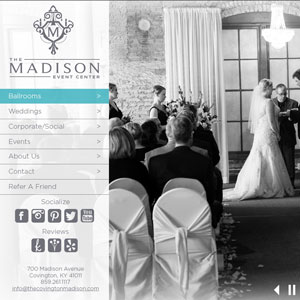 M
THE
MADISON
EVENT CENTER
Ballrooms >
Weddings >
Corporate/Social >
Events >
About Us >
Contact >
Refer A Friend
Socialize
Reviews
700 Madison Avenue
Covington, KY 41011
859.261.1117
info@thecovingtonmadison.com